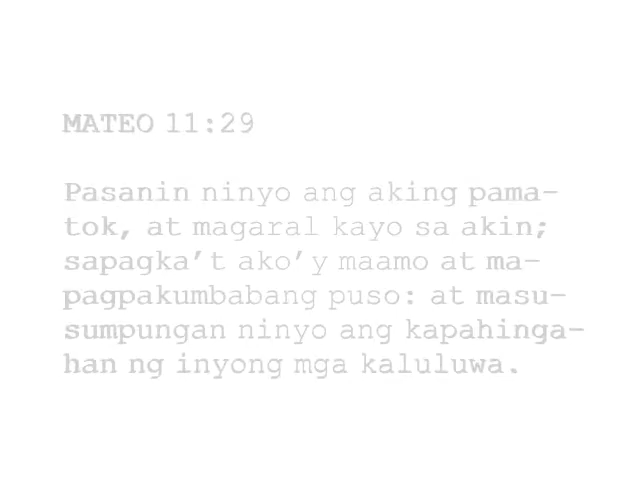 MATEO 11:29
Pasanin ninyo ang aking pama-
tok, at magaral kayo sa akin;
sapagka't ako'y maamo at ma-
pagpakumbabang puso: at masu-
sumpungan ninyo ang kapahinga-
han ng inyong mga kaluluwa.